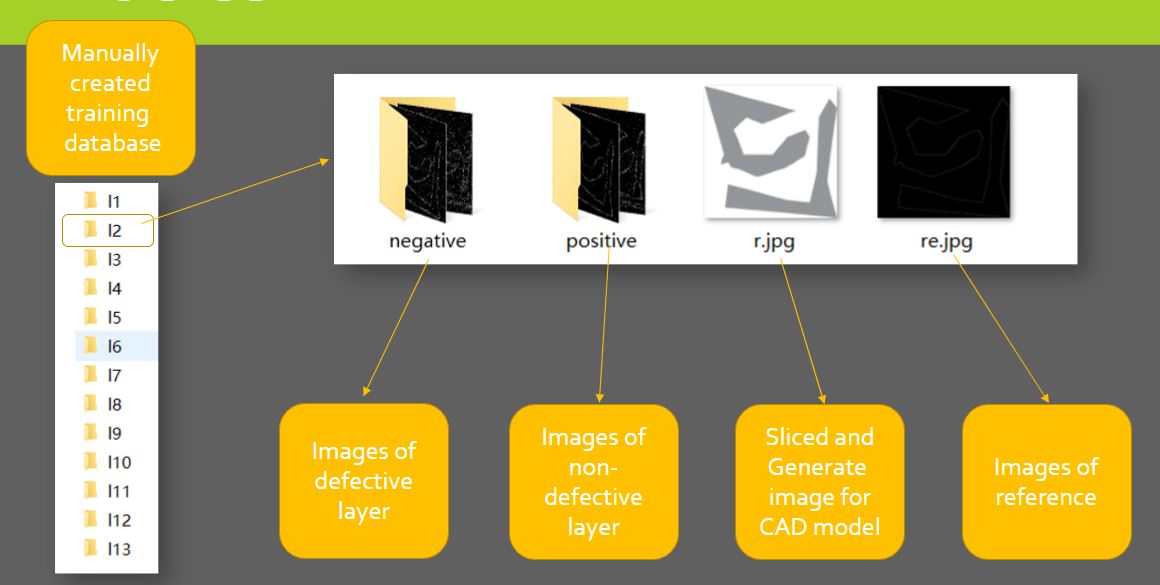 Manually
created
training
database
l1
l2
l3
l4
l5
l6
l7
l8
l9
l10
l11
l12
l13
negative
positive
r.jpg
re.jpg
Images of
defective
layer
Images of
non-
defective
layer
Sliced and
Generate
image for
CAD model
Images of
reference